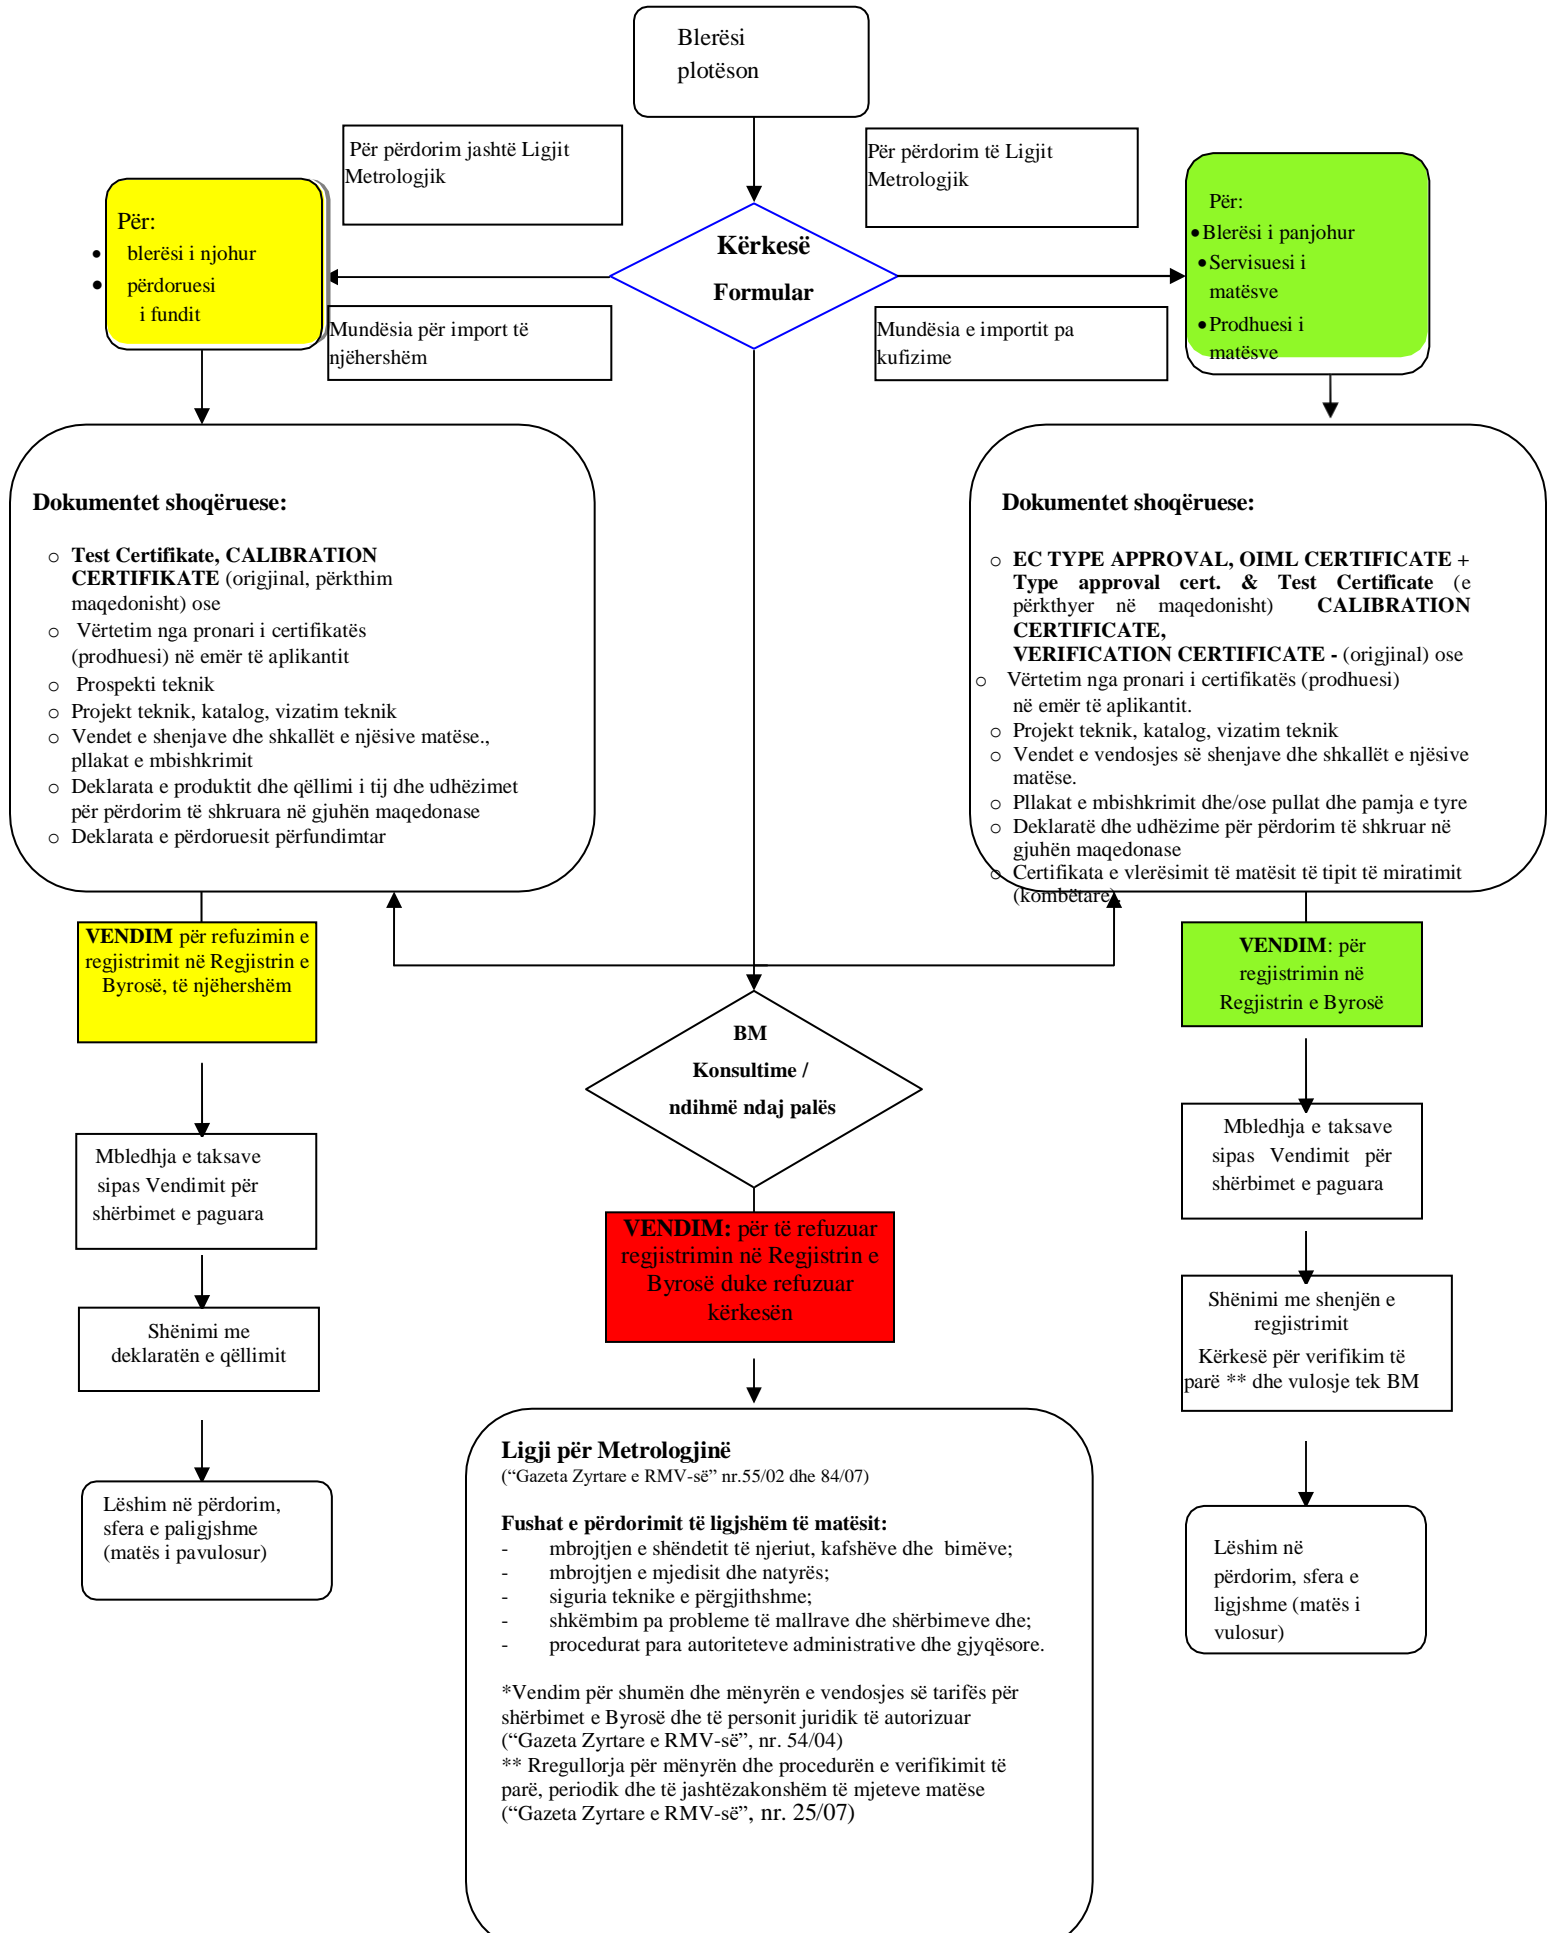 Blerësi
plotëson
Për përdorim jashtë Ligjit
Metrologjik
Për përdorim të Ligjit
Metrologjik
Për:
• blerësi i njohur
• përdoruesi
i fundit
Kërkesë
Formular
Për:
• Blerësi i panjohur
• Servisuesi i
matësve
• Prodhuesi i
matësve
Mundësia për import të
njëhershëm
Mundësia e importit pa
kufizime
Dokumentet shoqëruese:
o Test Certifikate, CALIBRATION
CERTIFIKATE (origjinal, përkthim
maqedonisht) ose
o Vërtetim nga pronari i certifikatës
(prodhuesi) në emër të aplikantit
o Prospekti teknik
o Projekt teknik, katalog, vizatim teknik
o Vendet e shenjave dhe shkallët e njësive matëse.,
pllakat e mbishkrimit
o Deklarata e produktit dhe qëllimi i tij dhe udhëzimet
për përdorim të shkruara në gjuhën maqedonase
o Deklarata e përdoruesit përfundimtar
Dokumentet shoqëruese:
o EC TYPE APPROVAL, OIML CERTIFICATE +
Type approval cert. & Test Certificate (e
përkthyer në maqedonisht) CALIBRATION
CERTIFICATE,
VERIFICATION CERTIFICATE - (origjinal) ose
o Vërtetim nga pronari i certifikatës (prodhuesi)
në emër të aplikantit.
o Projekt teknik, katalog, vizatim teknik
o Vendet e vendosjes së shenjave dhe shkallët e njësive
matëse.
o Pllakat e mbishkrimit dhe/ose pullat dhe pamja e tyre
o Deklaratë dhe udhëzime për përdorim të shkruar në
gjuhën maqedonase
o Certifikata e vlerësimit të matësit të tipit të miratimit
(kombëtare).
VENDIM për refuzimin e
regjistrimit në Regjistrin e
Byrosë, të njëhershëm
VENDIM: për
regjistrimin në
Regjistrin e Byrosë
BM
Konsultime /
ndihmë ndaj palës
Mbledhja e taksave
sipas Vendimit për
shërbimet e paguara
Mbledhja e taksave
sipas Vendimit për
shërbimet e paguara
VENDIM: për të refuzuar
regjistrimin në Regjistrin e
Byrosë duke refuzuar
kërkesën
Shënimi me
deklaratën e qëllimit
Shënimi me shenjën e
regjistrimit
Kërkesë për verifikim të
parë ** dhe vulosje tek BM
Lëshim në përdorim,
sfera e paligjshme
(matës i pavulosur)
Lëshim në
përdorim, sfera e
ligjshme (matës i
vulosur)
Ligji për Metrologjinë
(“Gazeta Zyrtare e RMV-së” nr.55/02 dhe 84/07)
Fushat e përdorimit të ligjshëm të matësit:
- mbrojtjen e shëndetit të njeriut, kafshëve dhe bimëve;
- mbrojtjen e mjedisit dhe natyrës;
- siguria teknike e përgjithshme;
- shkëmbim pa probleme të mallrave dhe shërbimeve dhe;
- procedurat para autoriteteve administrative dhe gjyqësore.
*Vendim për shumën dhe mënyrën e vendosjes së tarifës për
shërbimet e Byrosë dhe të personit juridik të autorizuar
(“Gazeta Zyrtare e RMV-së”, nr. 54/04)
** Rregullorja për mënyrën dhe procedurën e verifikimit të
parë, periodik dhe të jashtëzakonshëm të mjeteve matëse
(“Gazeta Zyrtare e RMV-së”, nr. 25/07)